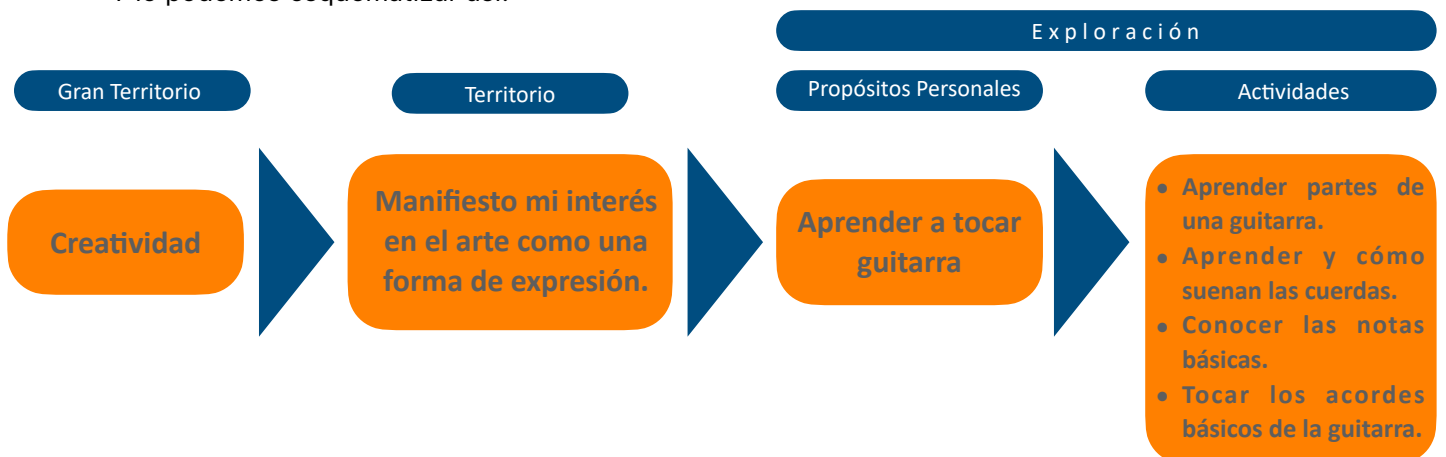 Exploración
Gran Territorio
Territorio
Propósitos Personales
Actividades
Creatividad
Manifiesto mi interés
en el arte como una
forma de expresión.
Aprender a tocar
guitarra
• Aprender partes de
una guitarra.
• Aprender y cómo
suenan las cuerdas.
• Conocer las notas
básicas.
• Tocar los acordes
básicos de la guitarra.